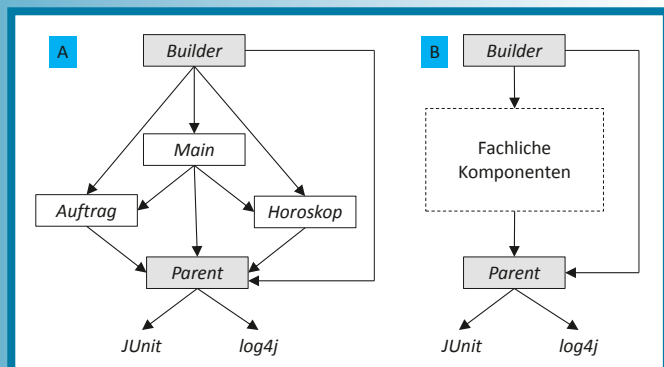 A
Builder
Main
Auftrag
Horoskop
Parent
JUnit
log4j
B
Builder
Fachliche
Komponenten
Parent
JUnit
log4j